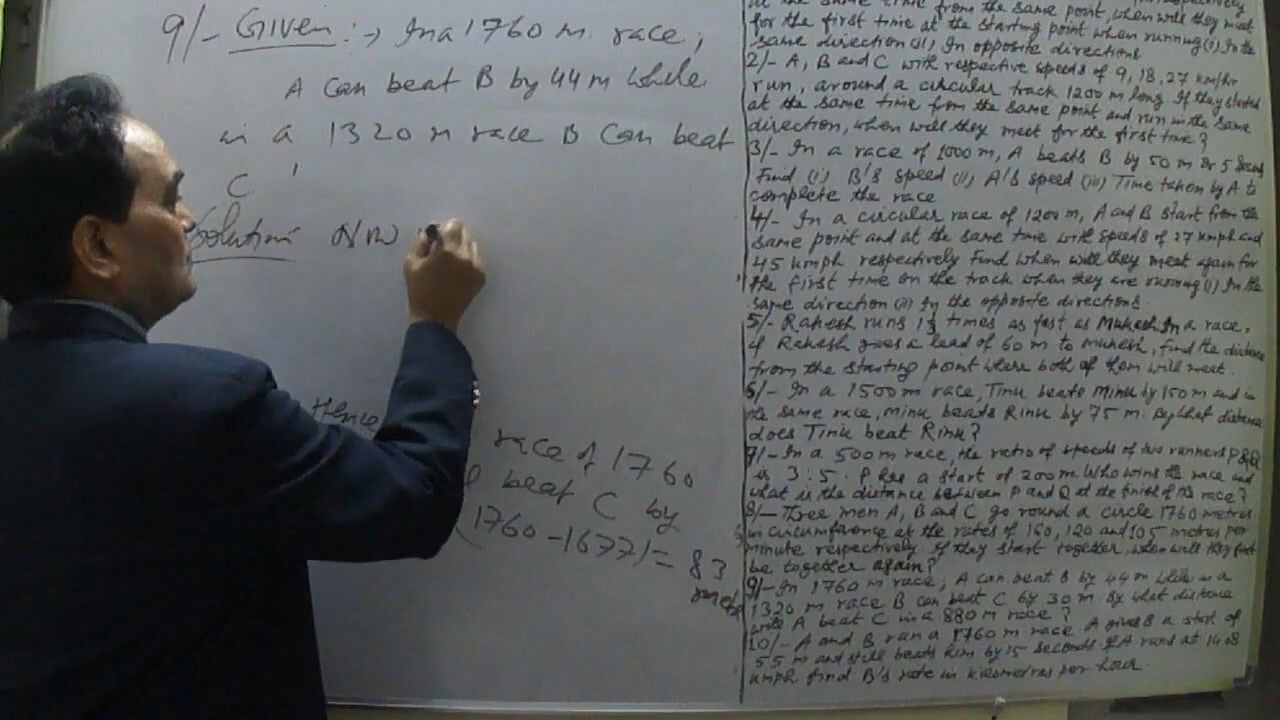 9/- Given :→ In a 1760 m. race,
A can beat B by 44 m while
in a 1320 m race B can beat
C
Solution Now
Hence
race of 1760
beat C by
(1760 - 1677) = 83
at the same time from the same point, when will they meet
for the first time at the starting point when running (i) In the
same direction (ii) In opposite directions
2/- A, B and C with respective speeds of 9, 18, 27 km/hr
run, around a circular track 1200 m long If they started
at the same time from the same point and run in the same
direction, when will they meet for the first time?
3/- In a race of 1000 m, A beats B by 50 m or 5 seconds
Find (i) B's speed (ii) A's speed (iii) Time taken by A to
complete the race
4/- In a circular race of 1200 m, A and B start from the
same point and at the same time with speeds of 27 kmph and
45 kmph respectively Find when will they meet again for
the first time on the track when they are running (i) In the
same direction (ii) In the opposite directions.
5/- Rakesh runs 1⅓ times as fast as Mukesh In a race,
if Rakesh gives a lead of 60 m to Mukesh, find the distance
from the starting point where both of them will meet.
6/- In a 1500 m race, Tinu beats Minu by 150 m and in
the same race, Minu beats Rinu by 75 m. By what distance
does Tinu beat Rinu?
7/- In a 500 m race, the ratio of speeds of two runners P & Q
is 3:5. P has a start of 200 m. Who wins the race and
what is the distance between P and Q at the finish of the race?
8/- Three men A, B and C go round a circle 1760 metres
in circumference at the rates of 160, 120 and 105 metres per
minute respectively If they start together, when will they first
be together again?
9/- In 1760 m race, A can beat B by 44 m while in a
1320 m race B can beat C by 30 m By what distance
will A beat C in a 880 m race?
10/- A and B run a 1760 m race. A gives B a start of
55 m and still beats him by 15 seconds. If A runs at
kmph find B's rate in kilometres per hour.